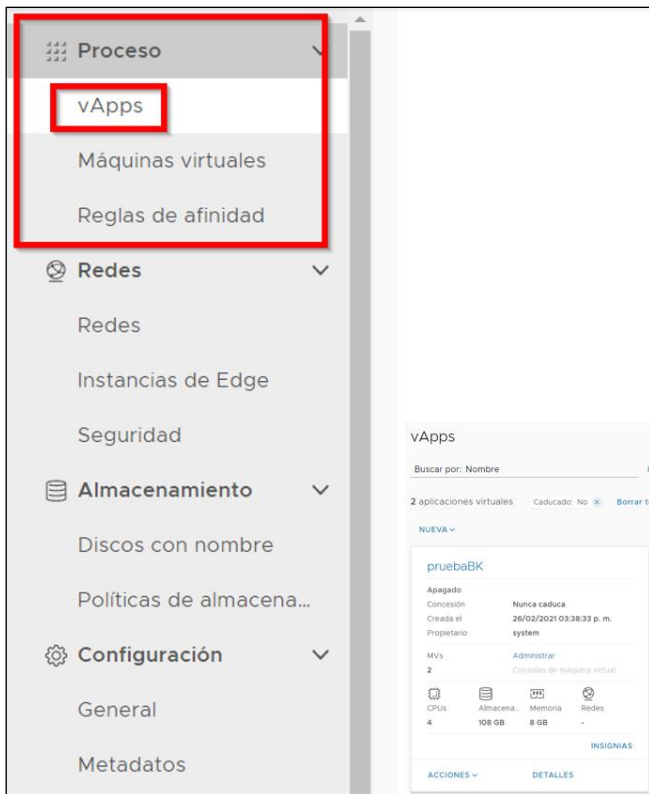 Proceso
vApps
Máquinas virtuales
Reglas de afinidad
Redes
Redes
Instancias de Edge
Seguridad
Almacenamiento
Discos con nombre
Políticas de almacena...
Configuración
General
Metadatos
vApps
Buscar por: Nombre
2 aplicaciones virtuales Caducado: No × Borrar t
NUEVA
pruebaBK
Apagado
Concesión Nunca caduca
Creada el 26/02/2021 03:38:33 p. m.
Propietario system
MVs Administrar
2 Consolas de máquina virtual
CPUs Almacena... Memoria Redes
4 108 GB 8 GB -
INSIGNIAS
ACCIONES DETALLES